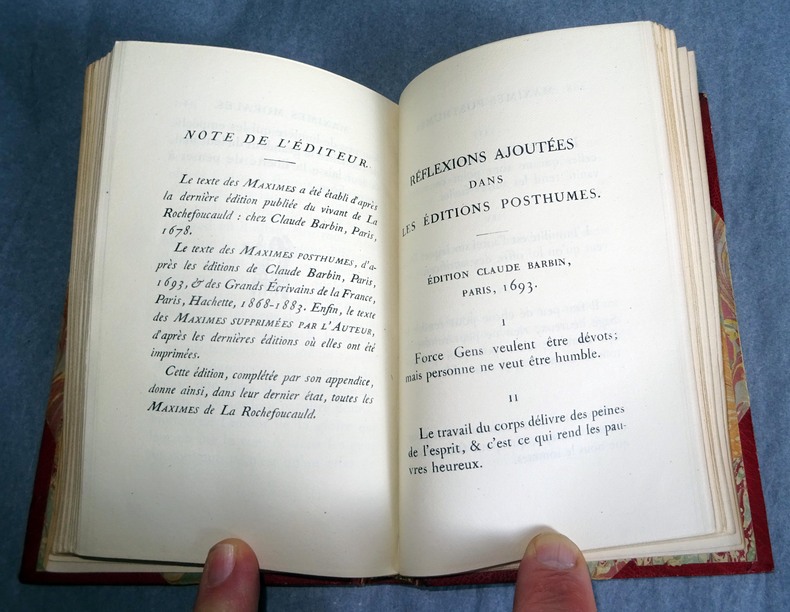 NOTE DE L'ÉDITEUR.
Le texte des MAXIMES a été établi d'après
la dernière édition publiée du vivant de La
Rochefoucauld : chez Claude Barbin, Paris,
1678.
Le texte des MAXIMES POSTHUMES, d'a-
près les éditions de Claude Barbin, Paris,
1693, & des Grands Écrivains de la France,
Paris, Hachette, 1868-1883. Enfin, le texte
des MAXIMES SUPPRIMÉES PAR L'AUTEUR,
d'après les dernières éditions où elles ont été
imprimées.
Cette édition, complétée par son appendice,
donne ainsi, dans leur dernier état, toutes les
MAXIMES de La Rochefoucauld.
RÉFLEXIONS AJOUTÉES
DANS
LES ÉDITIONS POSTHUMES.
ÉDITION CLAUDE BARBIN,
PARIS, 1693.
I
Force Gens veulent être dévots;
mais personne ne veut être humble.
II
Le travail du corps délivre des peines
de l'esprit, & c'est ce qui rend les pau-
vres heureux.